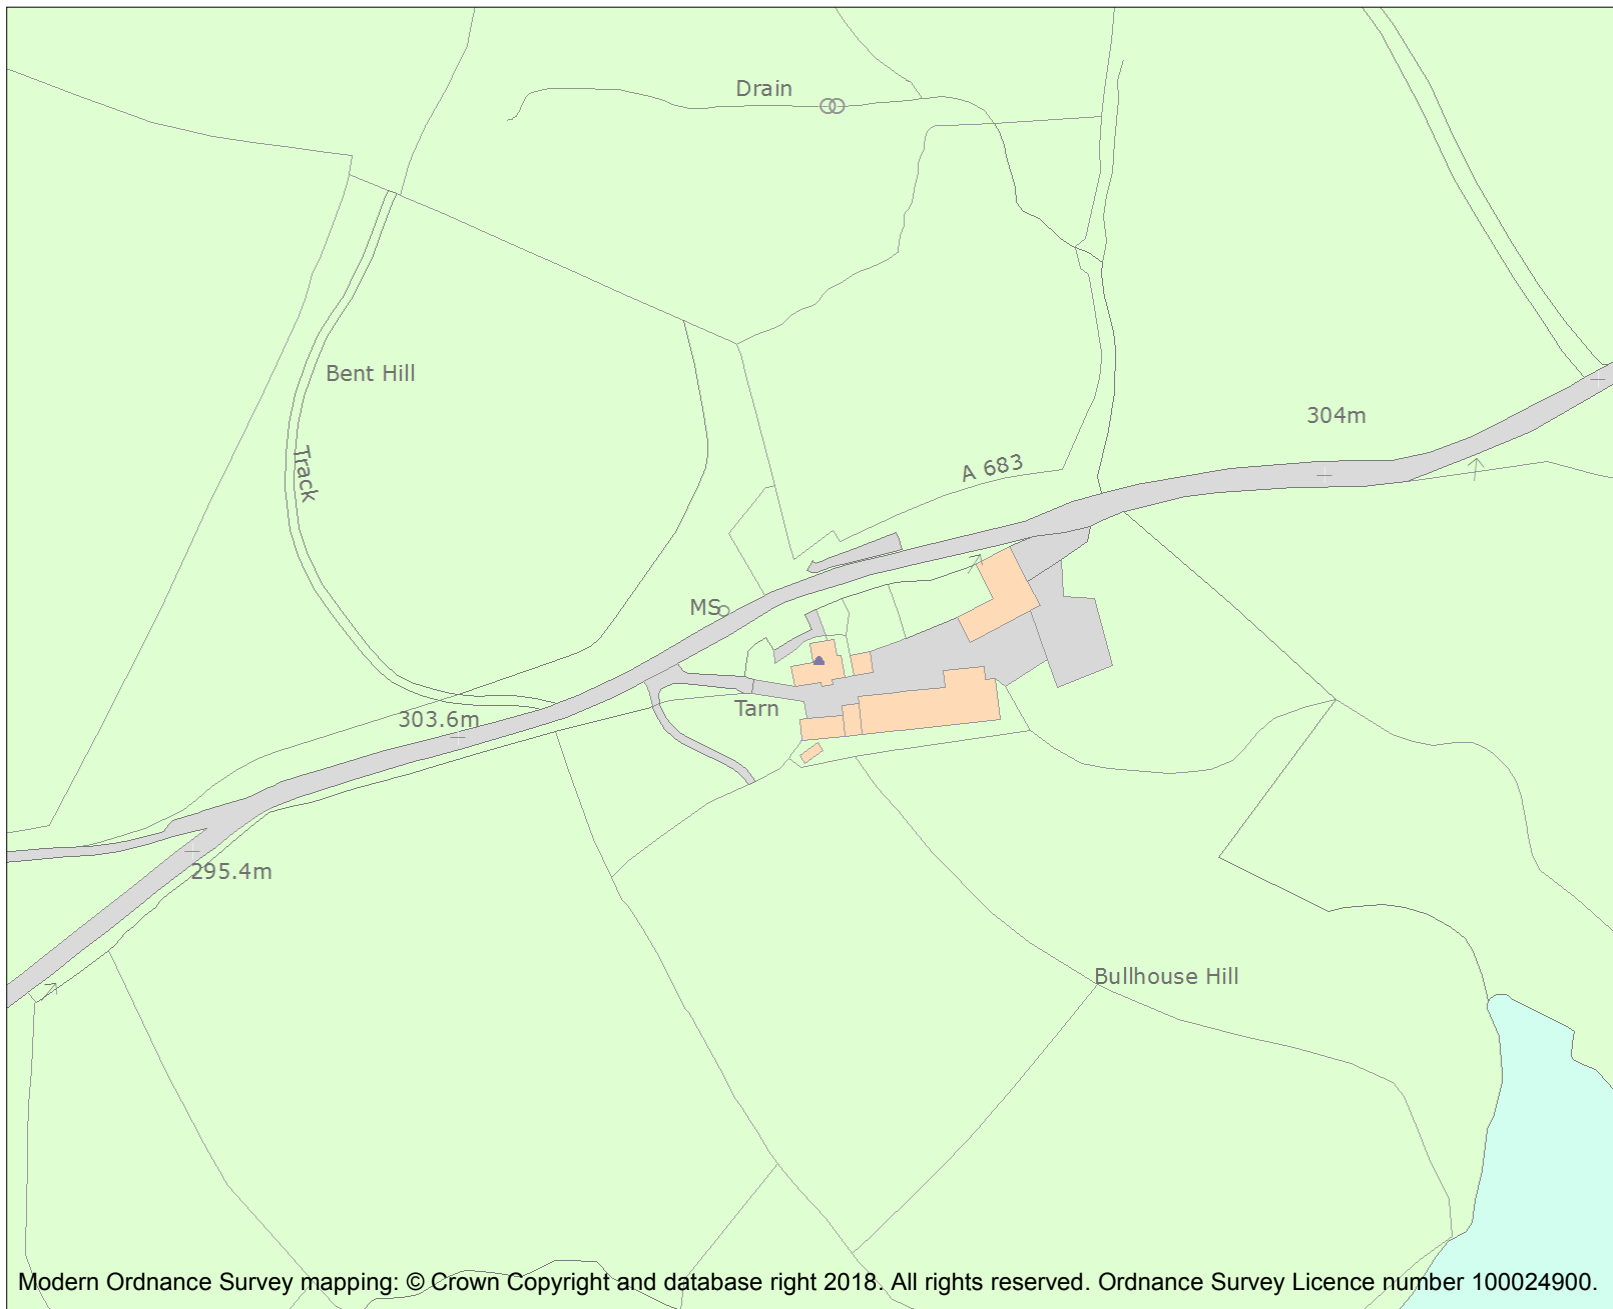 Drain
Bent Hill
304m
A 683
Track
MS
Tarn
303.6m
295.4m
Bullhouse Hill
Modern Ordnance Survey mapping: © Crown Copyright and database right 2018. All rights reserved. Ordnance Survey Licence number 100024900.